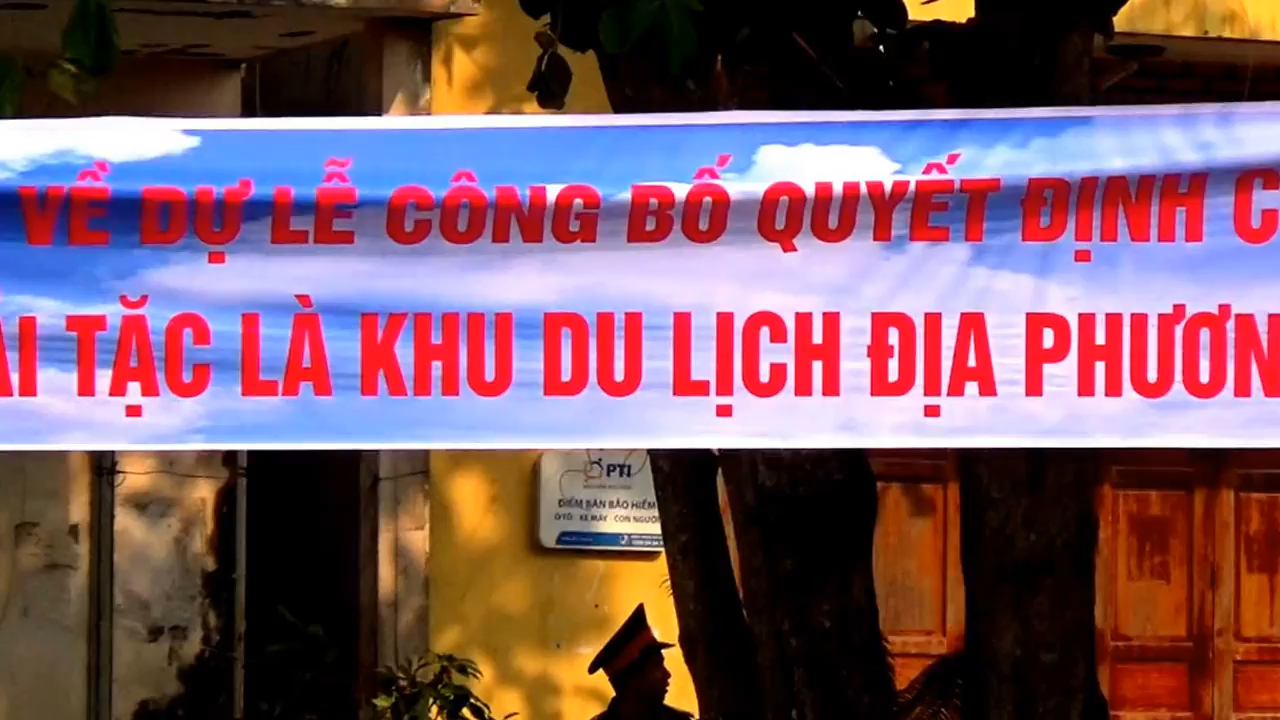 VỀ DỰ LỄ CÔNG BỐ QUYẾT ĐỊNH C
ẢI TẶC LÀ KHU DU LỊCH ĐỊA PHƯƠN
PTI
ĐIỂM BÁN BẢO HIỂM
Ô TÔ - XE MÁY - CON NGƯỜI